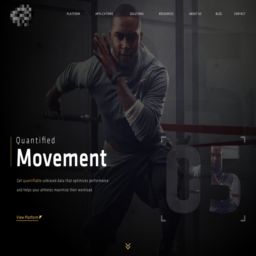 PLATFORM APPLICATIONS SOLUTIONS RESOURCES ABOUT US BLOG CONTACT
Quantified
Movement
Get quantifiable unbiased data that optimizes performance
and helps your athletes maximize their workload
View Platform
05